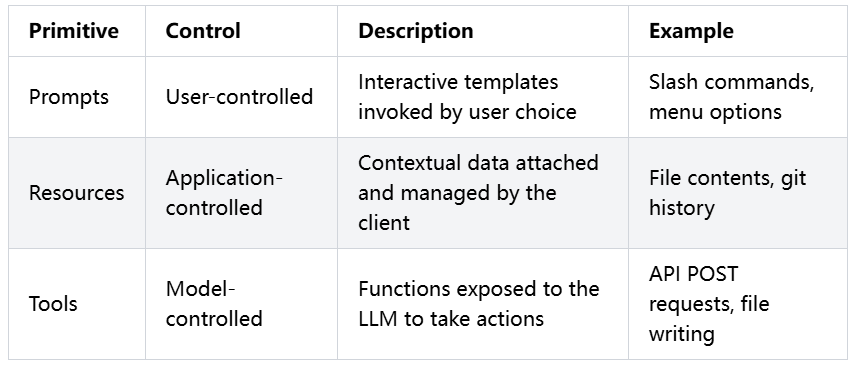 Primitive Control Description Example
Prompts
User-controlled
Interactive templates
invoked by user choice
Slash commands,
menu options
Resources
Application-
controlled
Contextual data attached
and managed by the
client
File contents, git
history
Tools
Model-
controlled
Functions exposed to the
LLM to take actions
API POST
requests, file
writing